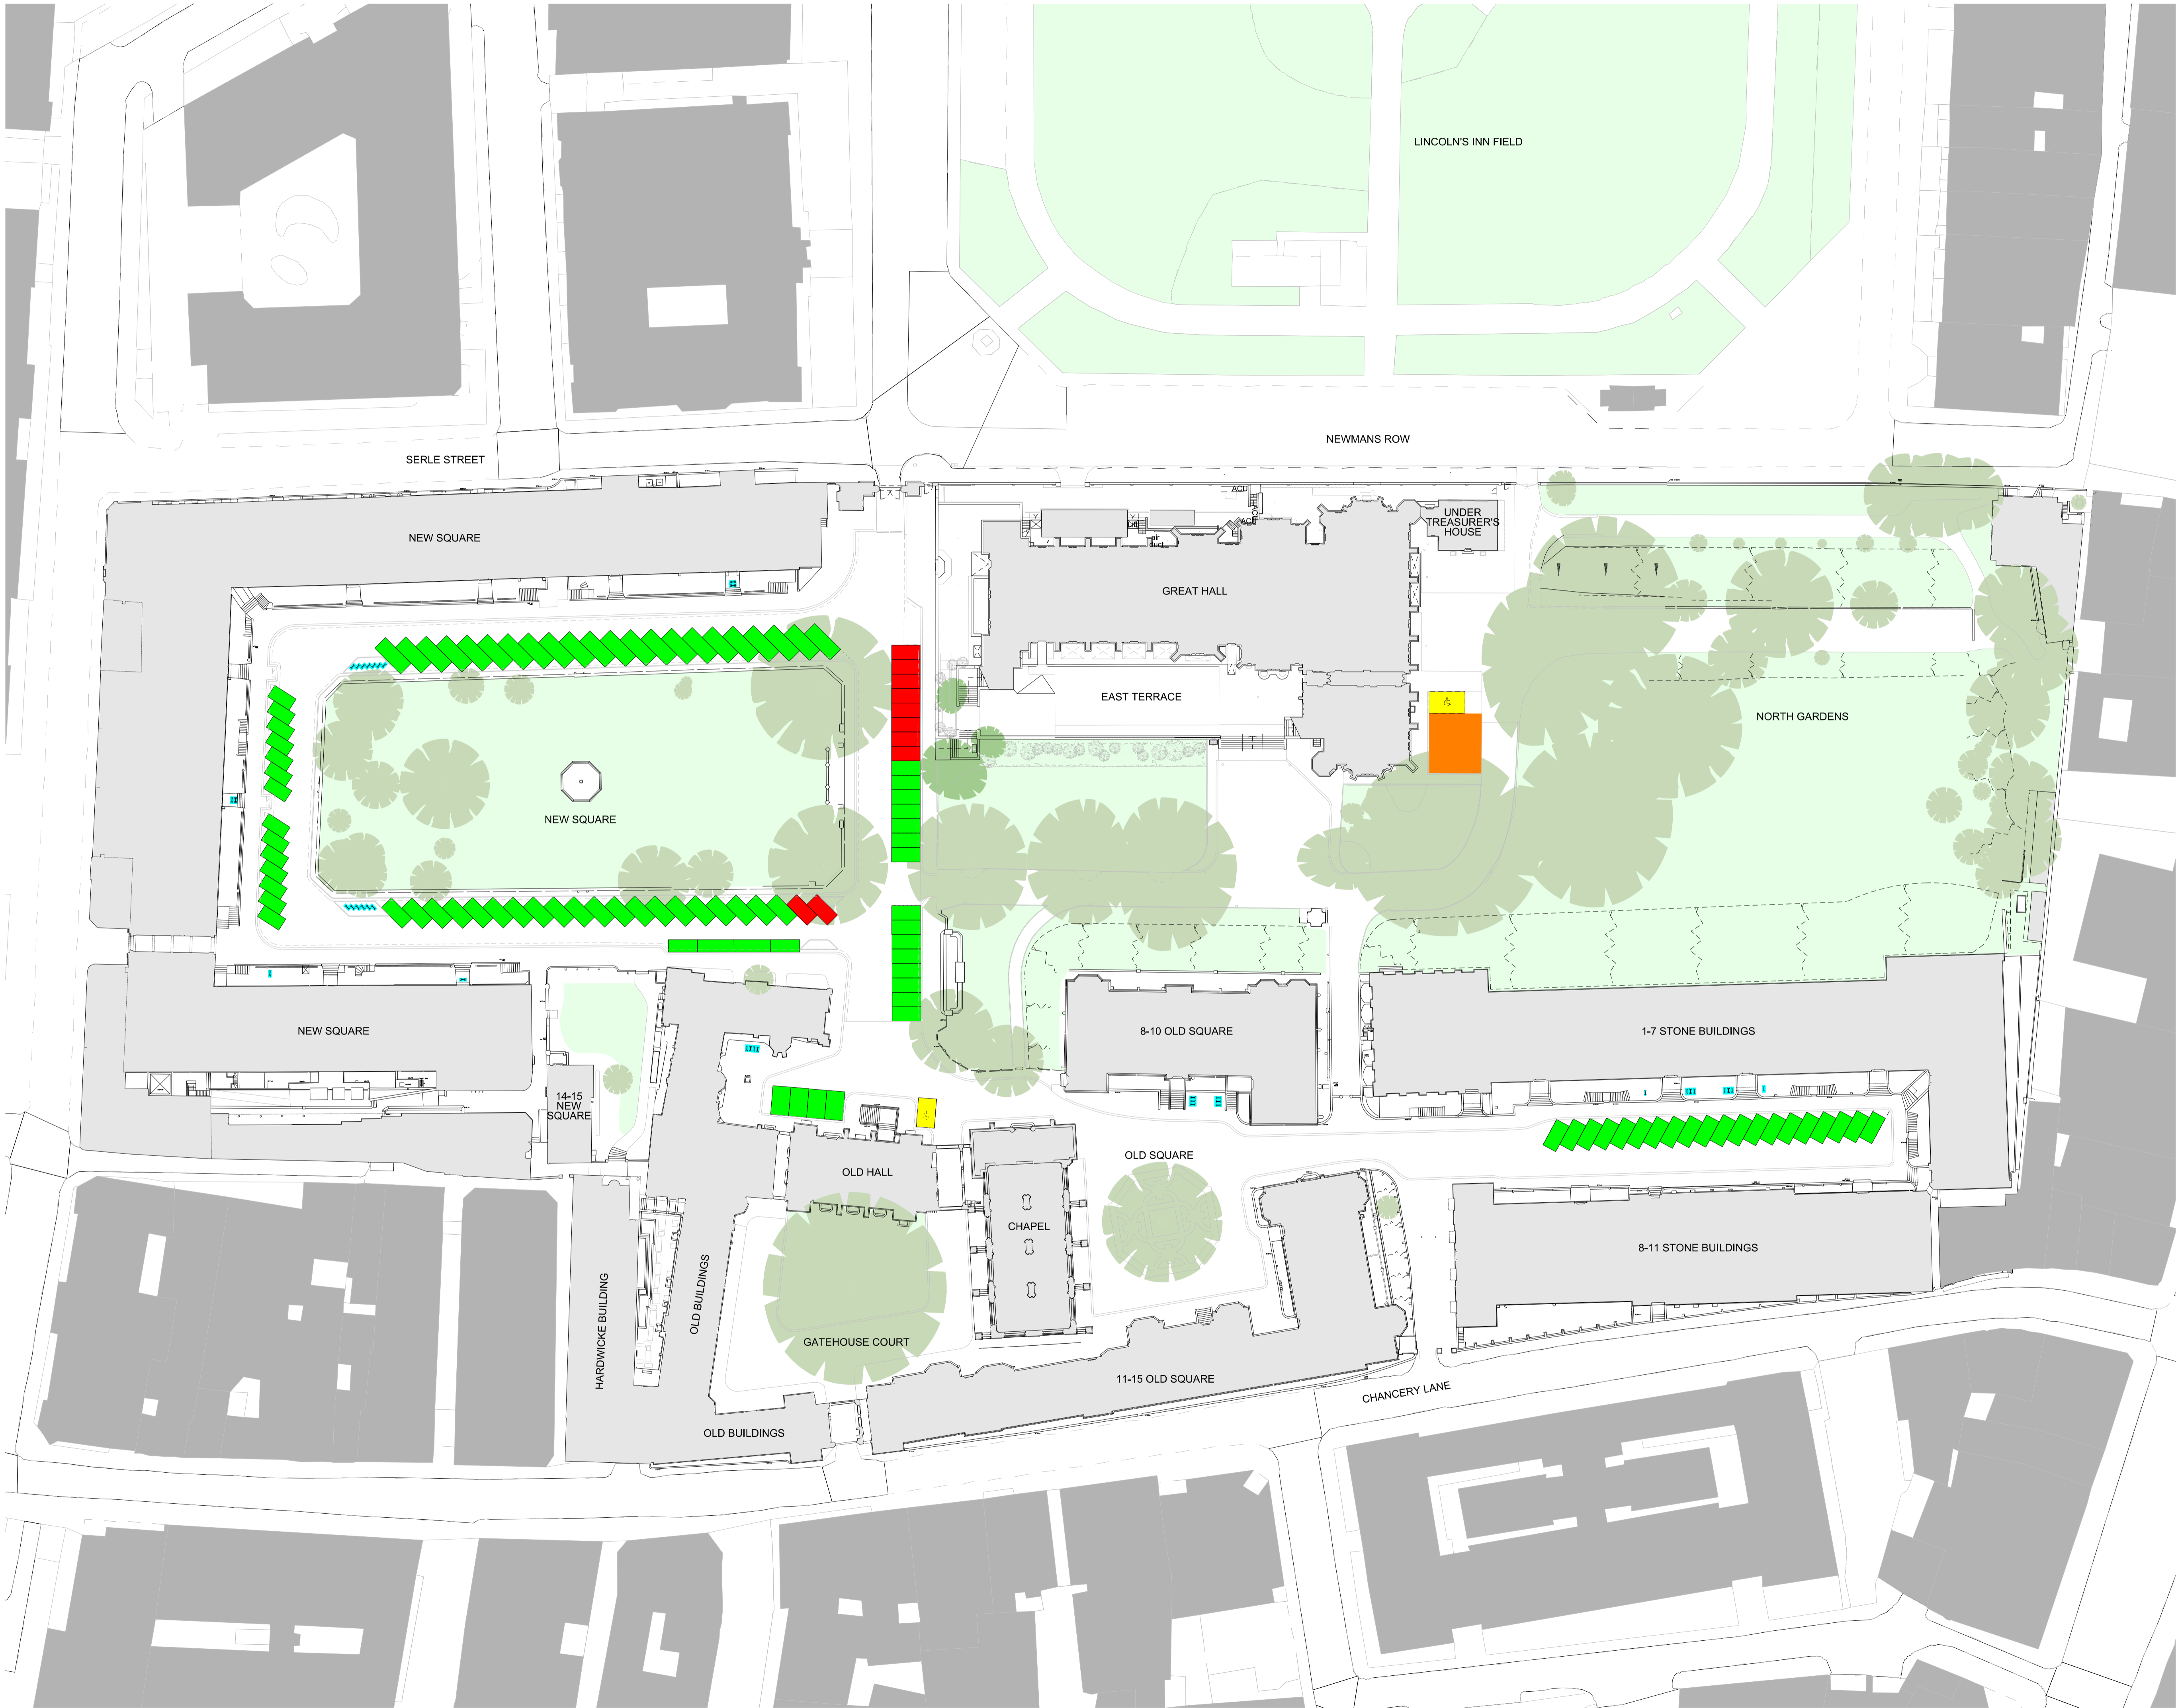 LINCOLN'S INN FIELD
NEWMANS ROW
SERLE STREET
ACU
UNDER
TREASURER'S
HOUSE
NEW SQUARE
air
duct
GREAT HALL
EAST TERRACE
NORTH GARDENS
NEW SQUARE
NEW SQUARE
8-10 OLD SQUARE
1-7 STONE BUILDINGS
14-15
NEW
SQUARE
OLD SQUARE
OLD HALL
CHAPEL
8-11 STONE BUILDINGS
OLD BUILDINGS
HARDWICKE BUILDING
GATEHOUSE COURT
11-15 OLD SQUARE
CHANCERY LANE
OLD BUILDINGS